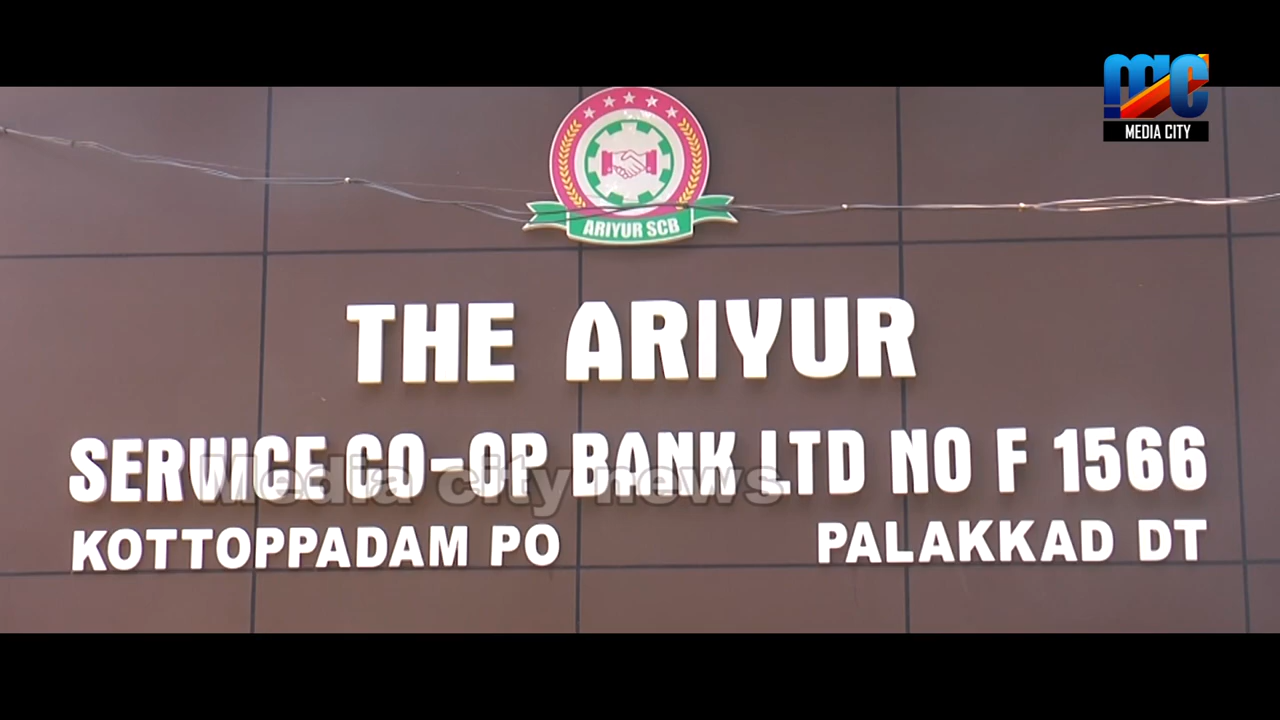 MC
MEDIA CITY
ARIYUR SCB
THE ARIYUR
SERVICE CO-OP BANK LTD NO F 1566
Media city news
KOTTOPPADAM PO
PALAKKAD DT